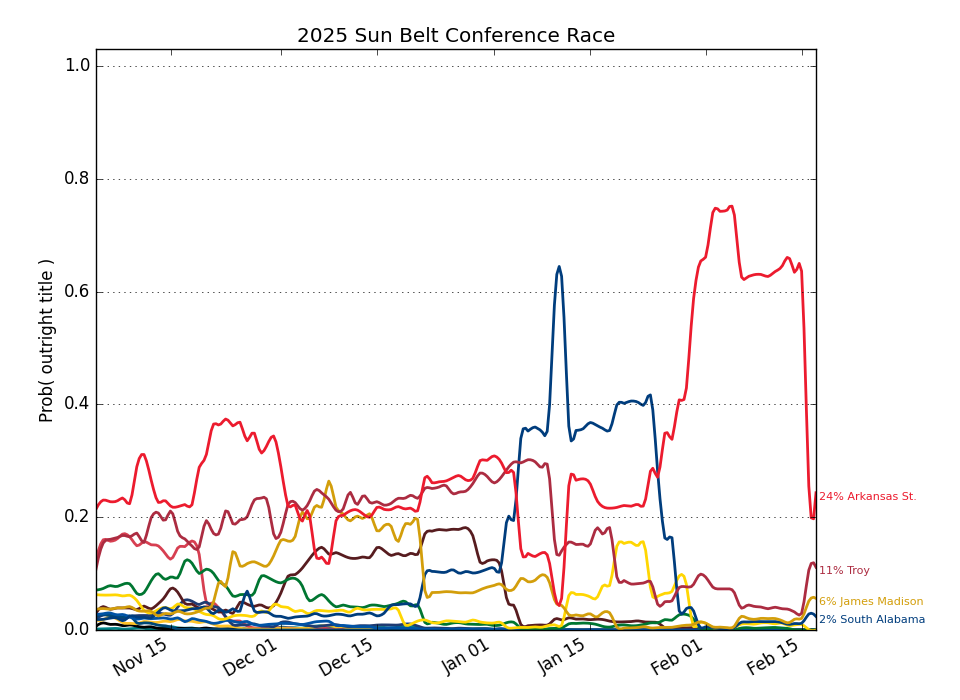 2025 Sun Belt Conference Race
Prob( outright title )
1.0
0.8
0.6
0.4
0.2
0.0
24% Arkansas St.
11% Troy
6% James Madison
2% South Alabama
Nov 15
Dec 01
Dec 15
Jan 01
Jan 15
Feb 01
Feb 15